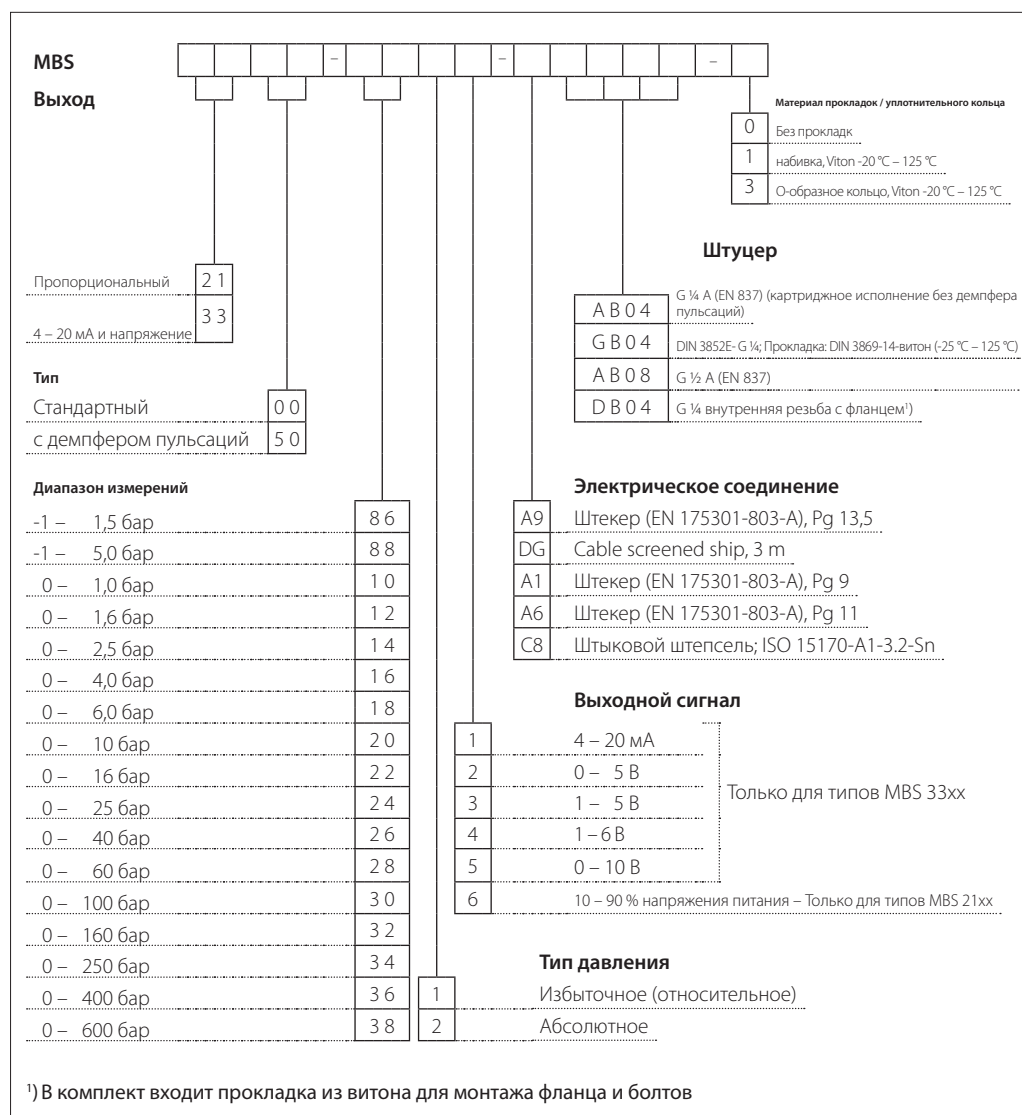 MBS – – –
Выход
Материал прокладок / уплотнительного кольца
0 Без прокладк
1 набивка, Viton -20 °C – 125 °C
3 О-образное кольцо, Viton -20 °C – 125 °C
Пропорциональный 2 1
4 – 20 мА и напряжение 3 3
Тип
Стандартный 0 0
с демпфером пульсаций 5 0
Штуцер
A B 0 4 G ¼ A (EN 837) (картриджное исполнение без демпфера
пульсаций)
G B 0 4 DIN 3852E- G ¼; Прокладка: DIN 3869-14-витон (-25 °C – 125 °C)
A B 0 8 G ½ A (EN 837)
D B 0 4 G ¼ внутренняя резьба с фланцем¹)
Диапазон измерений
-1 – 1,5 бар 8 6
-1 – 5,0 бар 8 8
0 – 1,0 бар 1 0
0 – 1,6 бар 1 2
0 – 2,5 бар 1 4
0 – 4,0 бар 1 6
0 – 6,0 бар 1 8
0 – 10 бар 2 0
0 – 16 бар 2 2
0 – 25 бар 2 4
0 – 40 бар 2 6
0 – 60 бар 2 8
0 – 100 бар 3 0
0 – 160 бар 3 2
0 – 250 бар 3 4
0 – 400 бар 3 6
0 – 600 бар 3 8
Электрическое соединение
A9 Штекер (EN 175301-803-A), Pg 13,5
DG Cable screened ship, 3 m
A1 Штекер (EN 175301-803-A), Pg 9
A6 Штекер (EN 175301-803-A), Pg 11
C8 Штыковой штепсель; ISO 15170-A1-3.2-Sn
Выходной сигнал
1 4 – 20 мА
2 0 – 5 В
3 1 – 5 В
4 1 – 6 В
5 0 – 10 В
Только для типов MBS 33xx
6 10 – 90 % напряжения питания – Только для типов MBS 21xx
Тип давления
1 Избыточное (относительное)
2 Абсолютное
¹) В комплект входит прокладка из витона для монтажа фланца и болтов